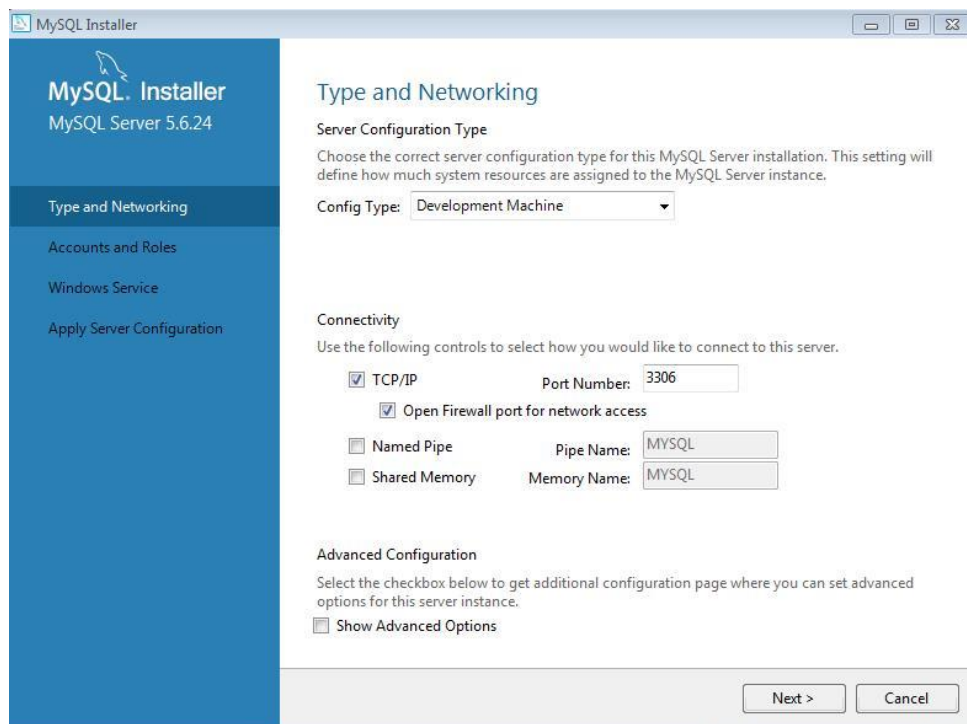 MySQL Installer
MySQL. Installer
MySQL Server 5.6.24
Type and Networking
Accounts and Roles
Windows Service
Apply Server Configuration
Type and Networking
Server Configuration Type
Choose the correct server configuration type for this MySQL Server installation. This setting will
define how much system resources are assigned to the MySQL Server instance.
Config Type: Development Machine
Connectivity
Use the following controls to select how you would like to connect to this server.
TCP/IP Port Number: 3306
Open Firewall port for network access
Named Pipe Pipe Name: MYSQL
Shared Memory Memory Name: MYSQL
Advanced Configuration
Select the checkbox below to get additional configuration page where you can set advanced
options for this server instance.
Show Advanced Options
Next > Cancel